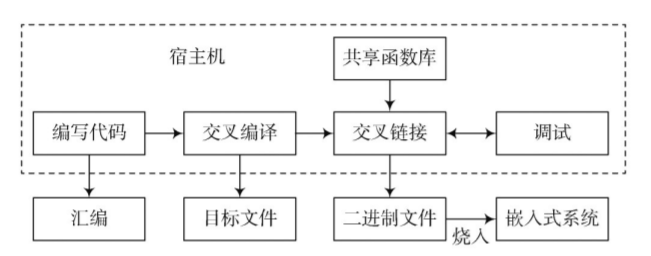 宿主机
共享函数库
编写代码
交叉编译
交叉链接
调试
汇编
目标文件
二进制文件
烧入
嵌入式系统